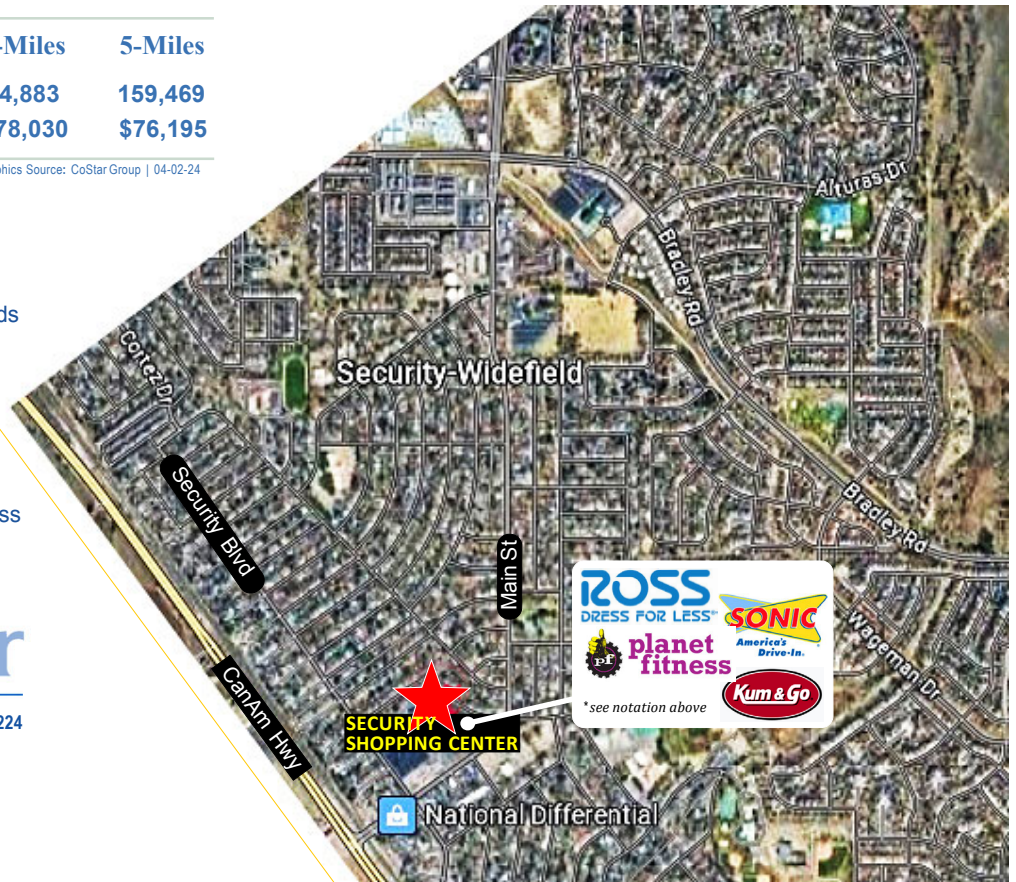 -Miles 5-Miles
4,883 159,469
78,030 $76,195
hics Source: CoStar Group | 04-02-24
ds
ss
r
224
Alturas Dr
Bradley Rd
Cortez Dr
Security-Widefield
Security Blvd
Main St
Bradley Rd
ROSS
DRESS FOR LESS
SONIC
America's
Drive-In.
pf
planet
fitness
Kum & Go
*see notation above
Wageman Dr
CanAm Hwy
SECURITY
SHOPPING CENTER
National Differential